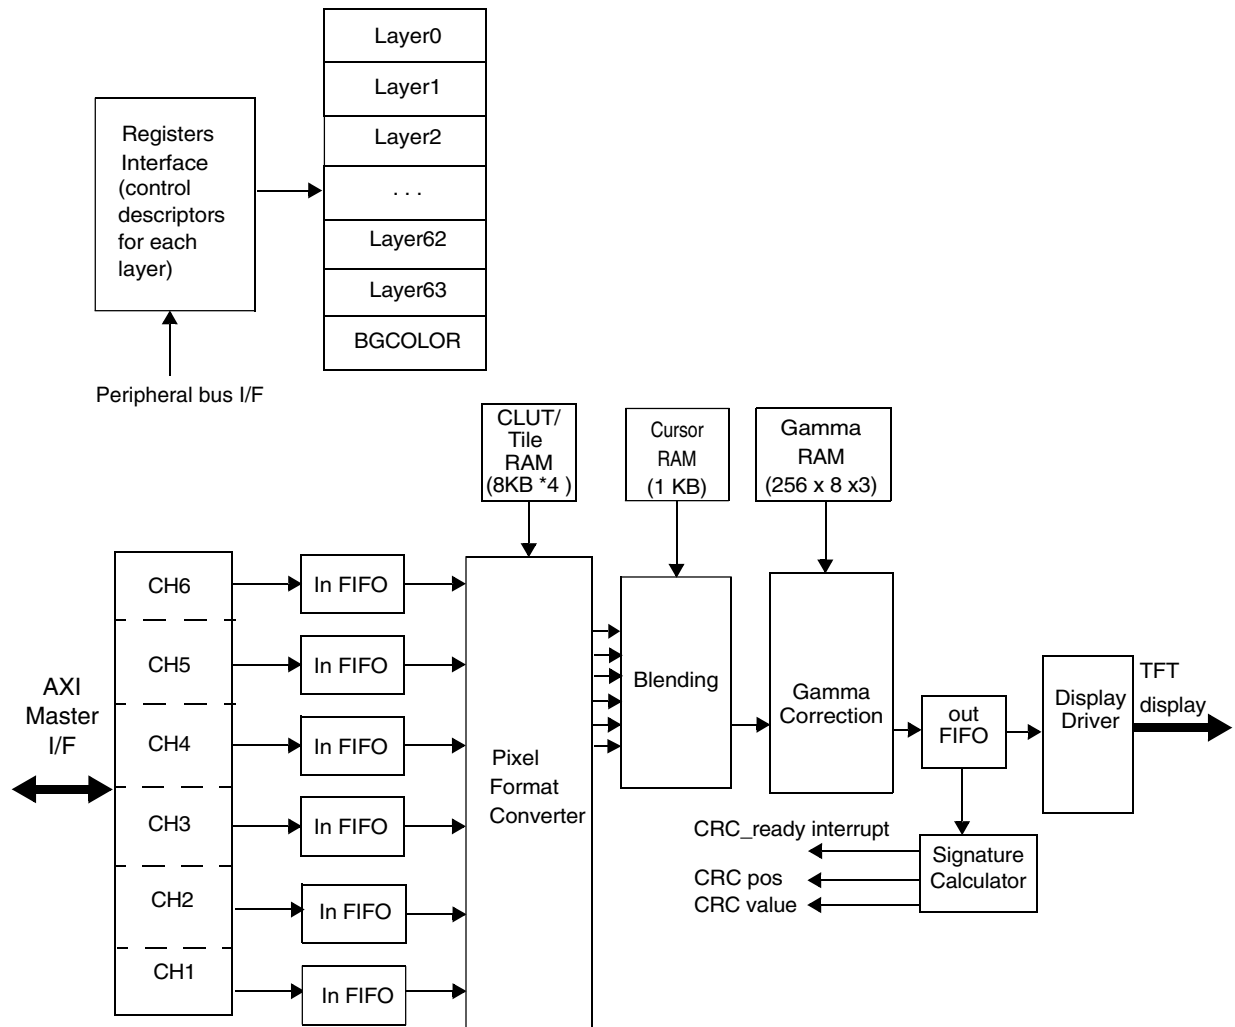 Layer0
Layer1
Layer2
. . .
Layer62
Layer63
BGCOLOR
Registers
Interface
(control
descriptors
for each
layer)
Peripheral bus I/F
CLUT/
Tile
RAM
(8KB *4 )
Cursor
RAM
(1 KB)
Gamma
RAM
(256 x 8 x3)
AXI
Master
I/F
CH6
CH5
CH4
CH3
CH2
CH1
In FIFO
In FIFO
In FIFO
In FIFO
In FIFO
In FIFO
Pixel
Format
Converter
Blending
Gamma
Correction
out
FIFO
Display
Driver
TFT
display
CRC_ready interrupt
CRC pos
CRC value
Signature
Calculator